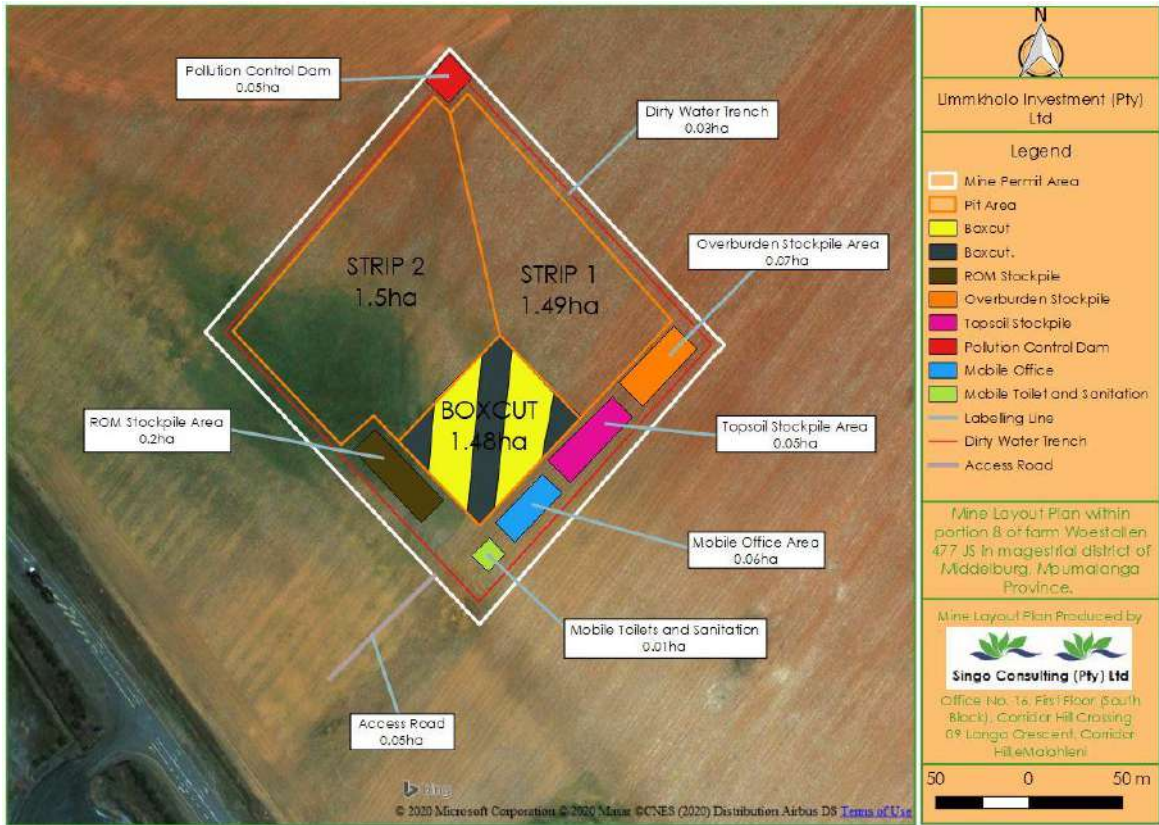 Pollution Control Dam
0.05ha
Dirty Water Trench
0.03ha
Overburden Stockpile Area
0.07ha
STRIP 2
1.5ha
STRIP 1
1.49ha
ROM Stockpile Area
0.2ha
BOXCUT
1.48ha
Topsoil Stockpile Area
0.05ha
Mobile Office Area
0.06ha
Mobile Toilets and Sanitation
0.01ha
Access Road
0.05ha
© 2020 Microsoft Corporation © 2020 Maxar ©CNES (2020) Distribution Airbus DS Terms of Use
N
Ummkholo Investment (Pty)
Ltd
Legend
Mine Permit Area
Pit Area
Boxcut
Boxcut.
ROM Stockpile
Overburden Stockpile
Topsoil Stockpile
Pollution Control Dam
Mobile Office
Mobile Toilet and Sanitation
Labelling Line
Dirty Water Trench
Access Road
Mine Layout Plan within
portion 8 of farm Woestallen
477 JS in magestrial district of
Middelburg, Mpumalanga
Province.
Mine Layout Plan Produced by
Singo Consulting (Pty) Ltd
Office No. 16, First Floor (South
Block), Corridor Hill Crossing
09 Langa Crescent, Corridor
Hill,eMalahleni
50 0 50 m